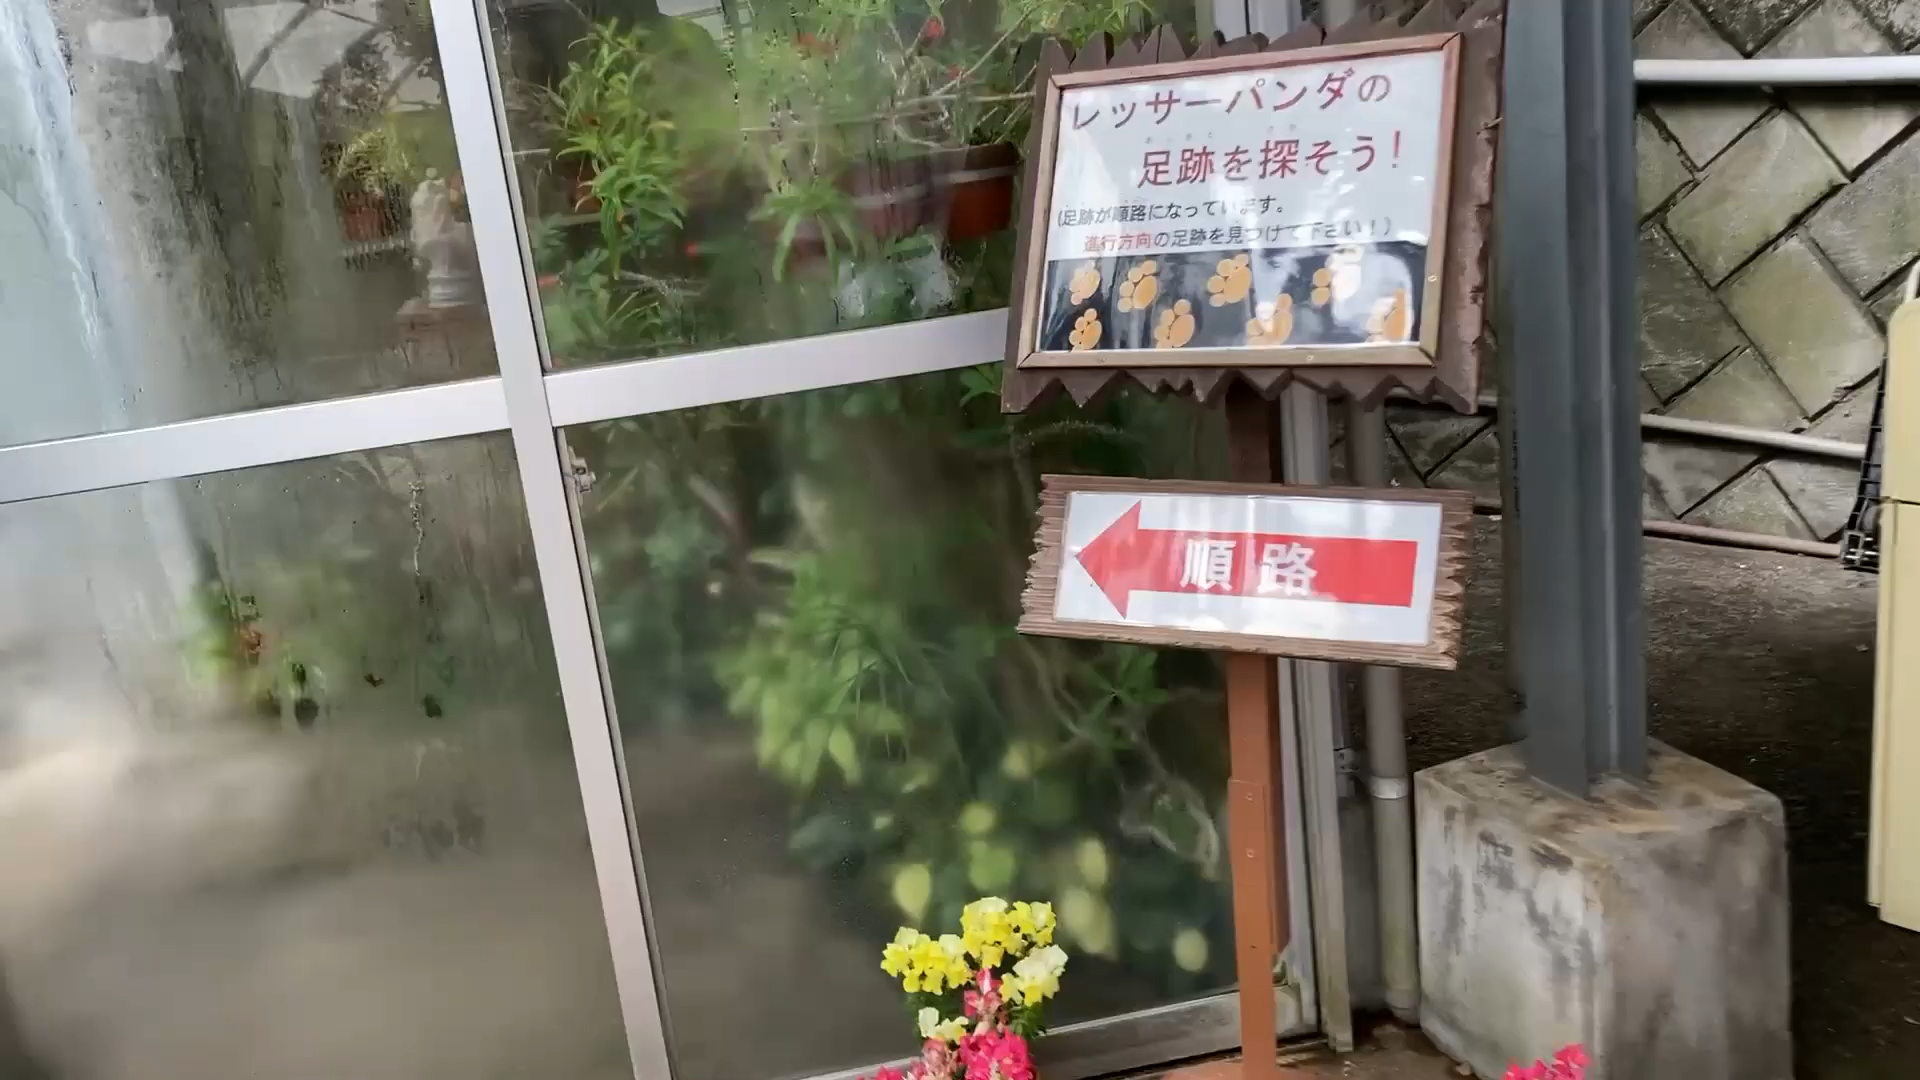 レッサーパンダの
足跡を探そう！
（足跡が順路になっています。
進行方向の足跡を見つけて下さい！）
順路